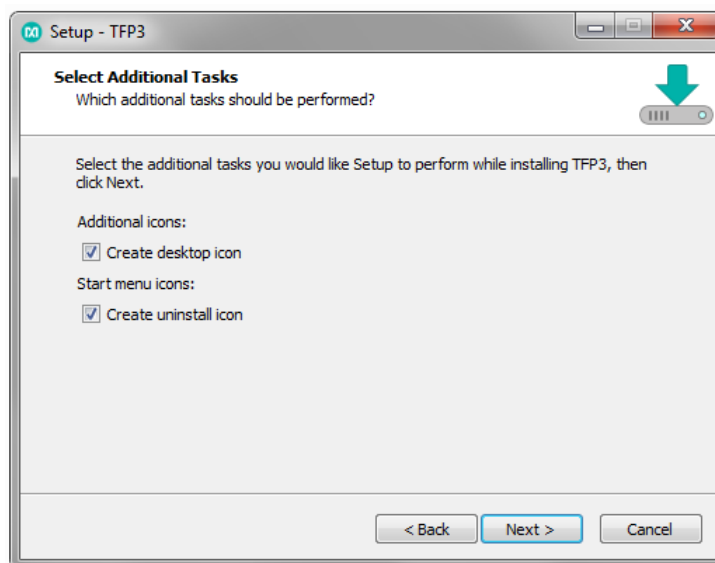 Setup - TFP3
Select Additional Tasks
Which additional tasks should be performed?
Select the additional tasks you would like Setup to perform while installing TFP3, then
click Next.
Additional icons:
Create desktop icon
Start menu icons:
Create uninstall icon
< Back
Next >
Cancel